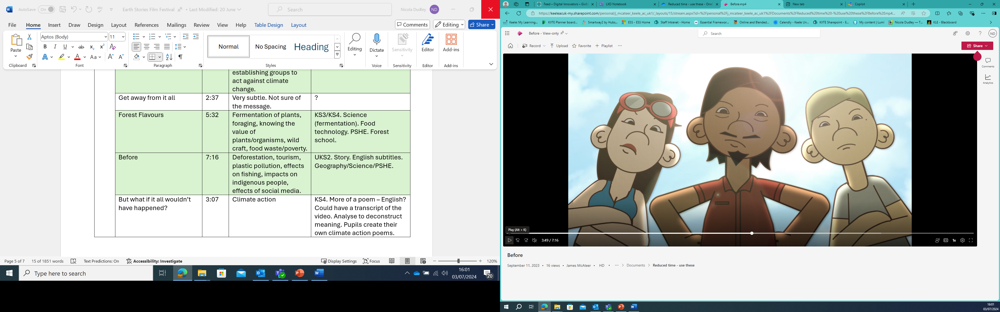 AutoSave On
Earth Stories Film Festival • Last Modified: 20 June
Search
Nicola Dudley ND
File Home Insert Draw Design Layout References Mailings Review View Help Table Design Layout
Comments Editing Share
Paste
Aptos (Body) 11
B I U ab x₂ x²
A A Aa A A
Normal No Spacing Heading
Editing Dictate Sensitivity Editor Add-ins
Clipboard Font Paragraph Styles Voice Sensitivity Editor Add-ins
establishing groups to
act against climate
change.
Get away from it all 2:37 Very subtle. Not sure of ?
the message.
Forest Flavours 5:32 Fermentation of plants, KS3/KS4. Science
foraging, knowing the (fermentation). Food
value of technology. PSHE. Forest
plants/organisms, wild school.
craft, food waste/poverty.
Before 7:16 Deforestation, tourism, UKS2. Story. English subtitles.
plastic pollution, effects Geography/Science/PSHE.
on fishing, impacts on
indigenous people,
effects of social media.
But what if it all wouldn’t 3:07 Climate action KS4. More of a poem – English?
have happened? Could have a transcript of the
video. Analyse to deconstruct
meaning. Pupils create their
own climate action poems.
Page 5 of 7 15 of 1851 words Text Predictions: On Accessibility: Investigate Display Settings Focus 120%
Type here to search
16:01
03/07/2024
20
Feed – Digital Innovators – GivE LXD Notebook Reduced time - use these - One Before.mp4 New tab Copilot
https://keeleacuk-my.sharepoint.com/personal/j_mcateer_keele_ac_uk1/_layouts/15/stream.aspx?id=%2Fpersonal%2Fj_mcateer_keele_ac_uk1%2FDocuments%2FReduced%20time%20-%20use%20these%2FBefore%2Emp4...
Keele: My Learning... KIITE Planner board... Smartway2 by Hubs... ESS - ESS Home Staff Intranet - Home Essential Framewor... Online and Blended... Calendly - Keele Un... KIITE Sharepoint - E... My content | Lumi Nicola Dudley — T... KLE - Blackboard
Before - View-only
Search
ND
Record Upload Favorite Playlist
Share
Comments
Analytics
Play (Alt + K)
3:49 / 7:16
1x
Before
September 11, 2023 • 16 views • James McAteer • HD • ··· > Documents > Reduced time - use these
16:01
03/07/2024